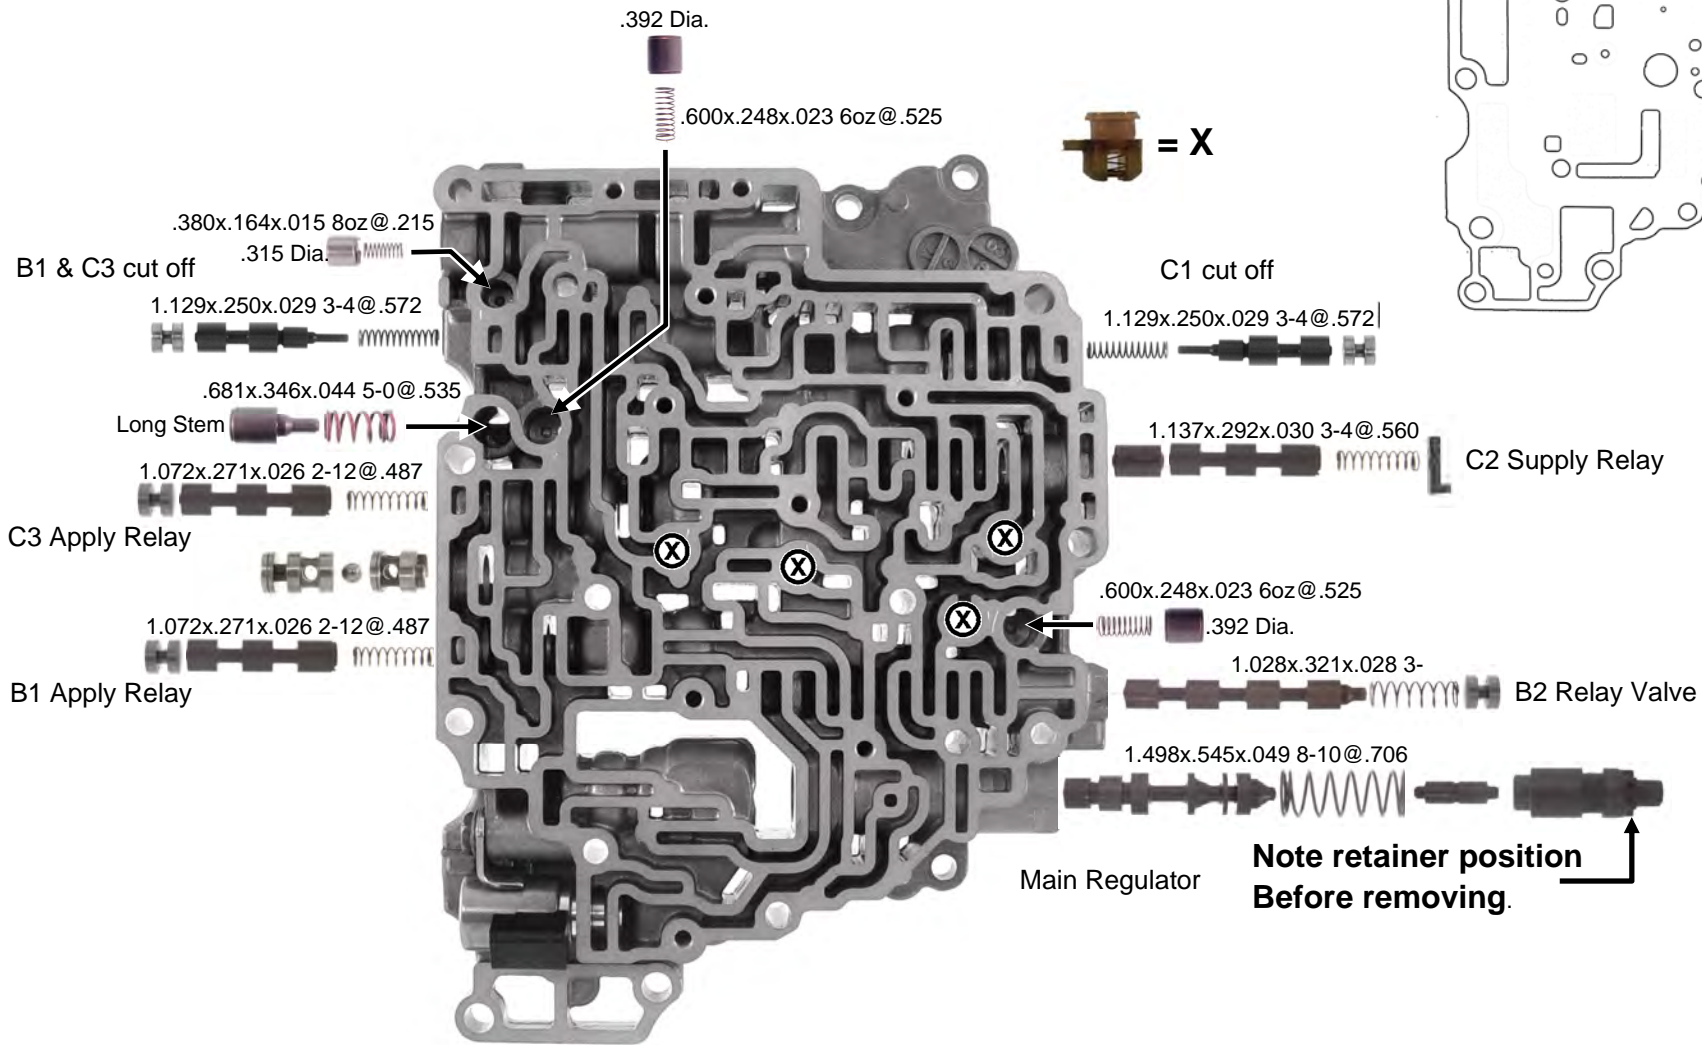 .392 Dia.
.600x.248x.023 6oz@.525
= X
.380x.164x.015 8oz@.215
.315 Dia.
B1 & C3 cut off
1.129x.250x.029 3-4@.572
C1 cut off
1.129x.250x.029 3-4@.572
.681x.346x.044 5-0@.535
Long Stem
1.137x.292x.030 3-4@.560
C2 Supply Relay
1.072x.271x.026 2-12@.487
C3 Apply Relay
X
X
X
.600x.248x.023 6oz@.525
X
.392 Dia.
1.072x.271x.026 2-12@.487
B1 Apply Relay
1.028x.321x.028 3-
B2 Relay Valve
1.498x.545x.049 8-10@.706
Main Regulator
Note retainer position
Before removing.